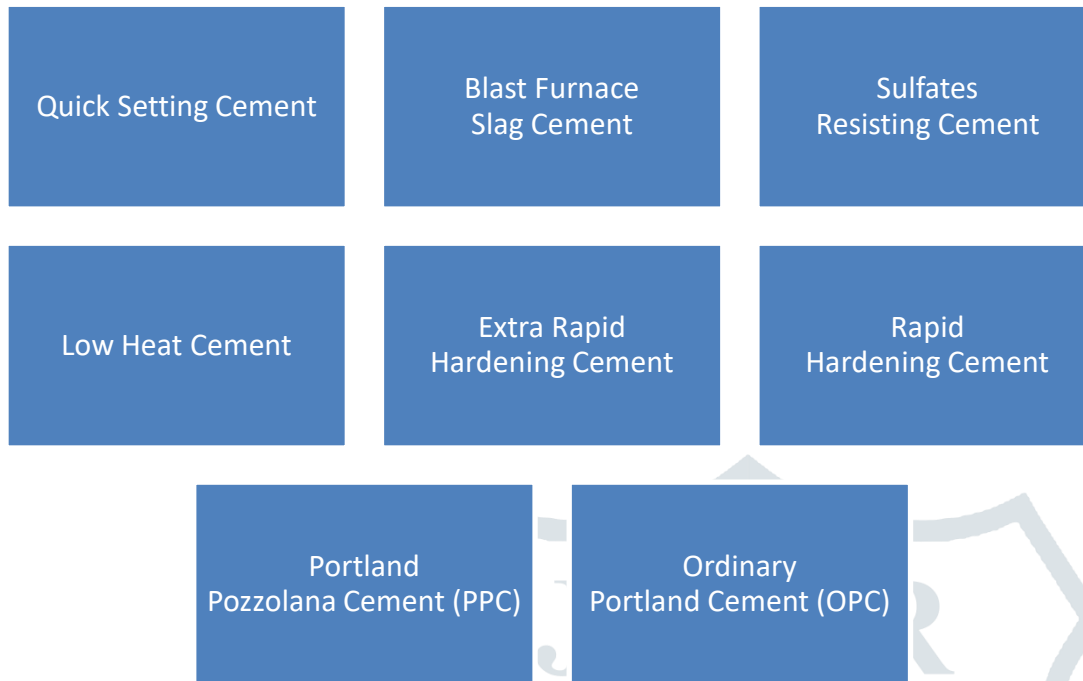 Quick Setting Cement
Blast Furnace
Slag Cement
Sulfates
Resisting Cement
Low Heat Cement
Extra Rapid
Hardening Cement
Rapid
Hardening Cement
Portland
Pozzolana Cement (PPC)
Ordinary
Portland Cement (OPC)